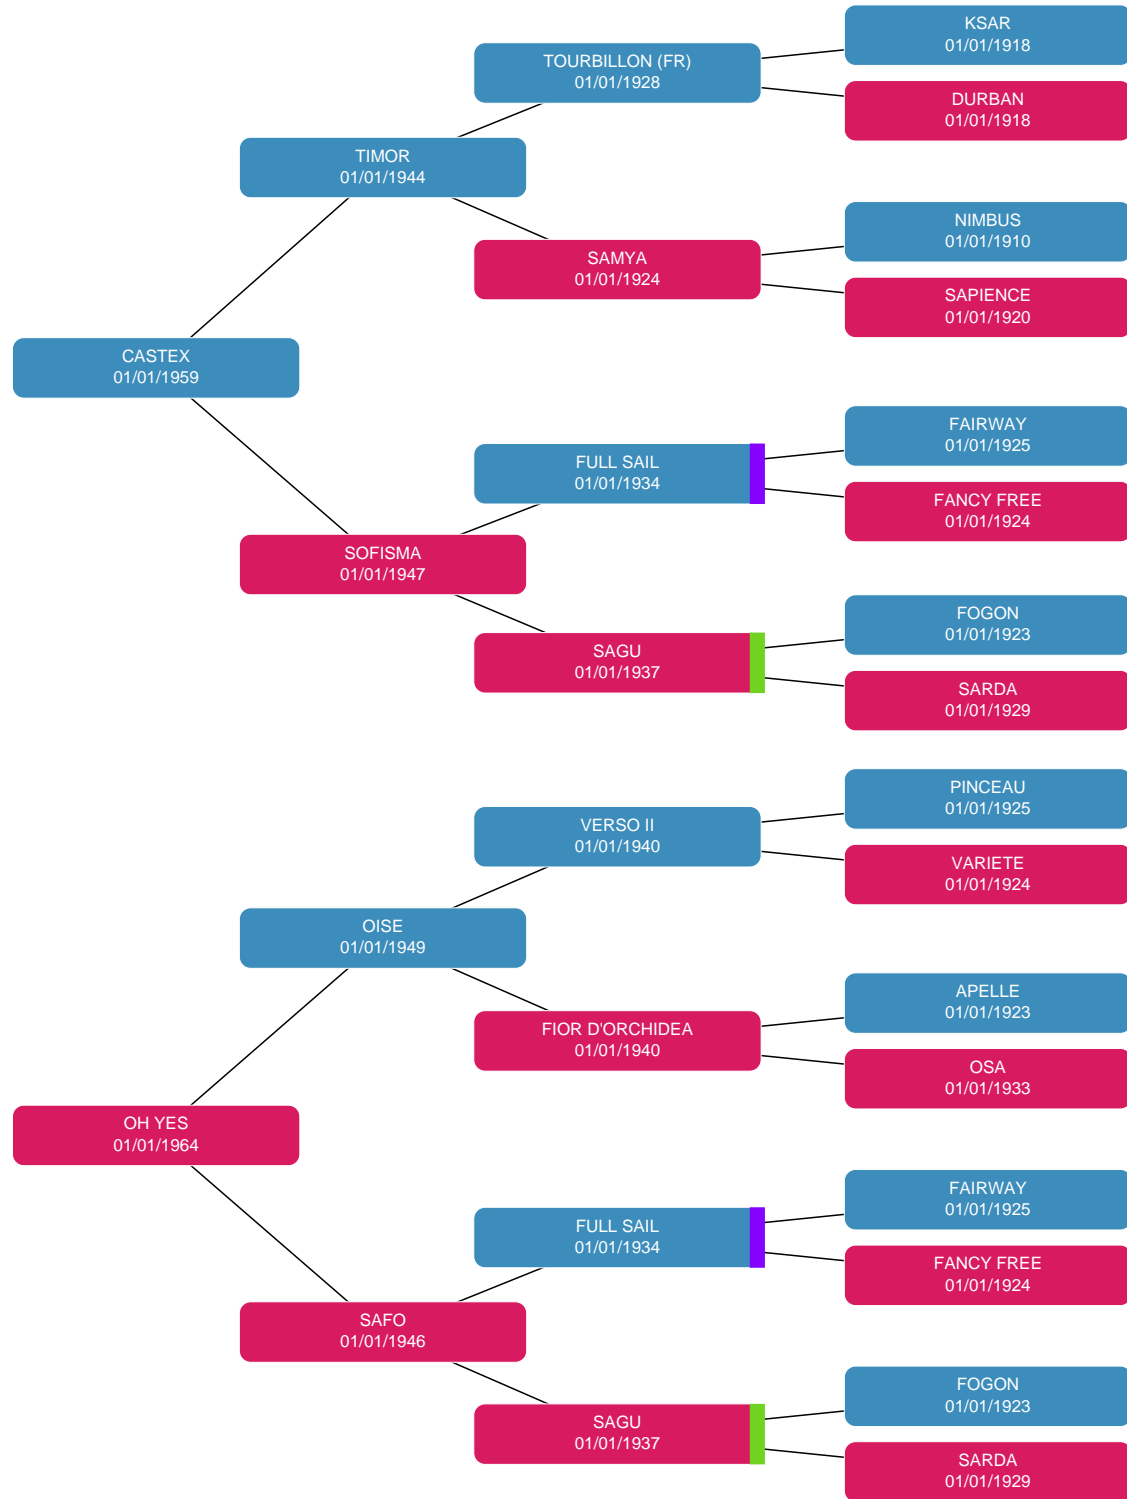 KSAR
01/01/1918
TOURBILLON (FR)
01/01/1928
DURBAN
01/01/1918
TIMOR
01/01/1944
NIMBUS
01/01/1910
SAMYA
01/01/1924
SAPIENCE
01/01/1920
CASTEX
01/01/1959
FAIRWAY
01/01/1925
FULL SAIL
01/01/1934
FANCY FREE
01/01/1924
SOFISMA
01/01/1947
FOGON
01/01/1923
SAGU
01/01/1937
SARDA
01/01/1929
PINCEAU
01/01/1925
VERSO II
01/01/1940
VARIETE
01/01/1924
OISE
01/01/1949
APELLE
01/01/1923
FIOR D'ORCHIDEA
01/01/1940
OSA
01/01/1933
OH YES
01/01/1964
FAIRWAY
01/01/1925
FULL SAIL
01/01/1934
FANCY FREE
01/01/1924
SAFO
01/01/1946
FOGON
01/01/1923
SAGU
01/01/1937
SARDA
01/01/1929